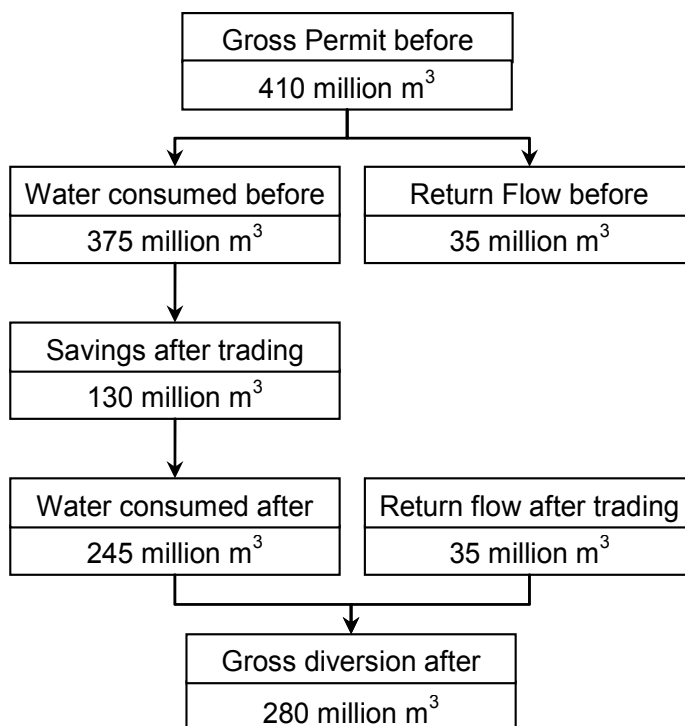 Gross Permit before
410 million m³
Water consumed before
375 million m³
Return Flow before
35 million m³
Savings after trading
130 million m³
Water consumed after
245 million m³
Return flow after trading
35 million m³
Gross diversion after
280 million m³